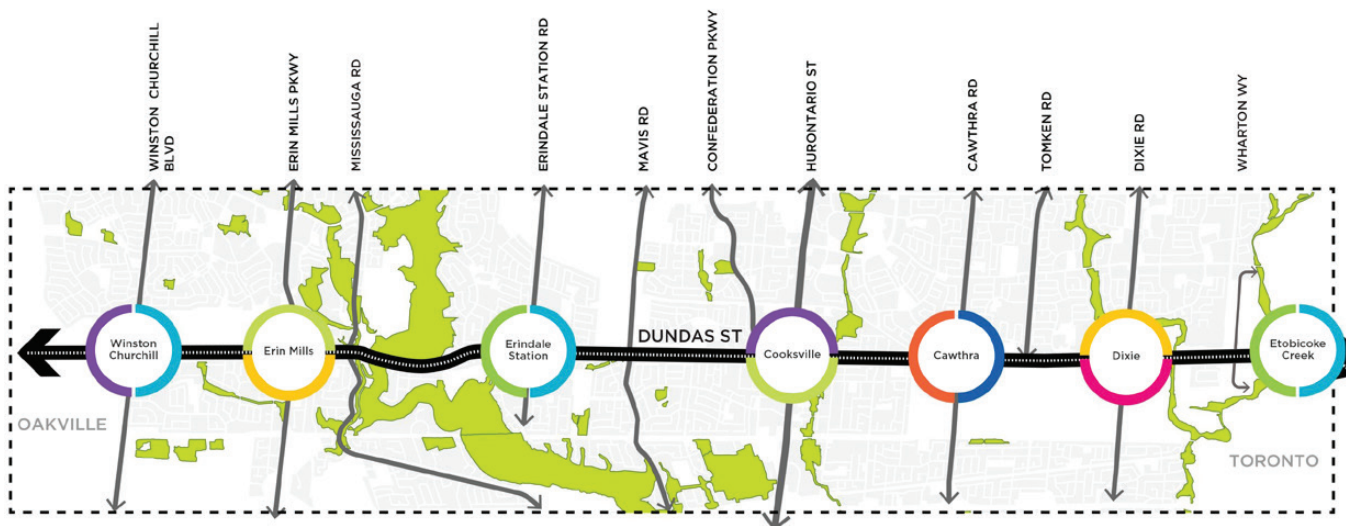 WINSTON CHURCHILL
BLVD
ERIN MILLS PKWY
MISSISSAUGA RD
ERINDALE STATION RD
MAVIS RD
CONFEDERATION PKWY
HURONTARIO ST
CAWTHRA RD
TOMKEN RD
DIXIE RD
WHARTON WY
DUNDAS ST
Winston
Churchill
Erin Mills
Erindale
Station
Cooksville
Cawthra
Dixie
Etobicoke
Creek
OAKVILLE
TORONTO